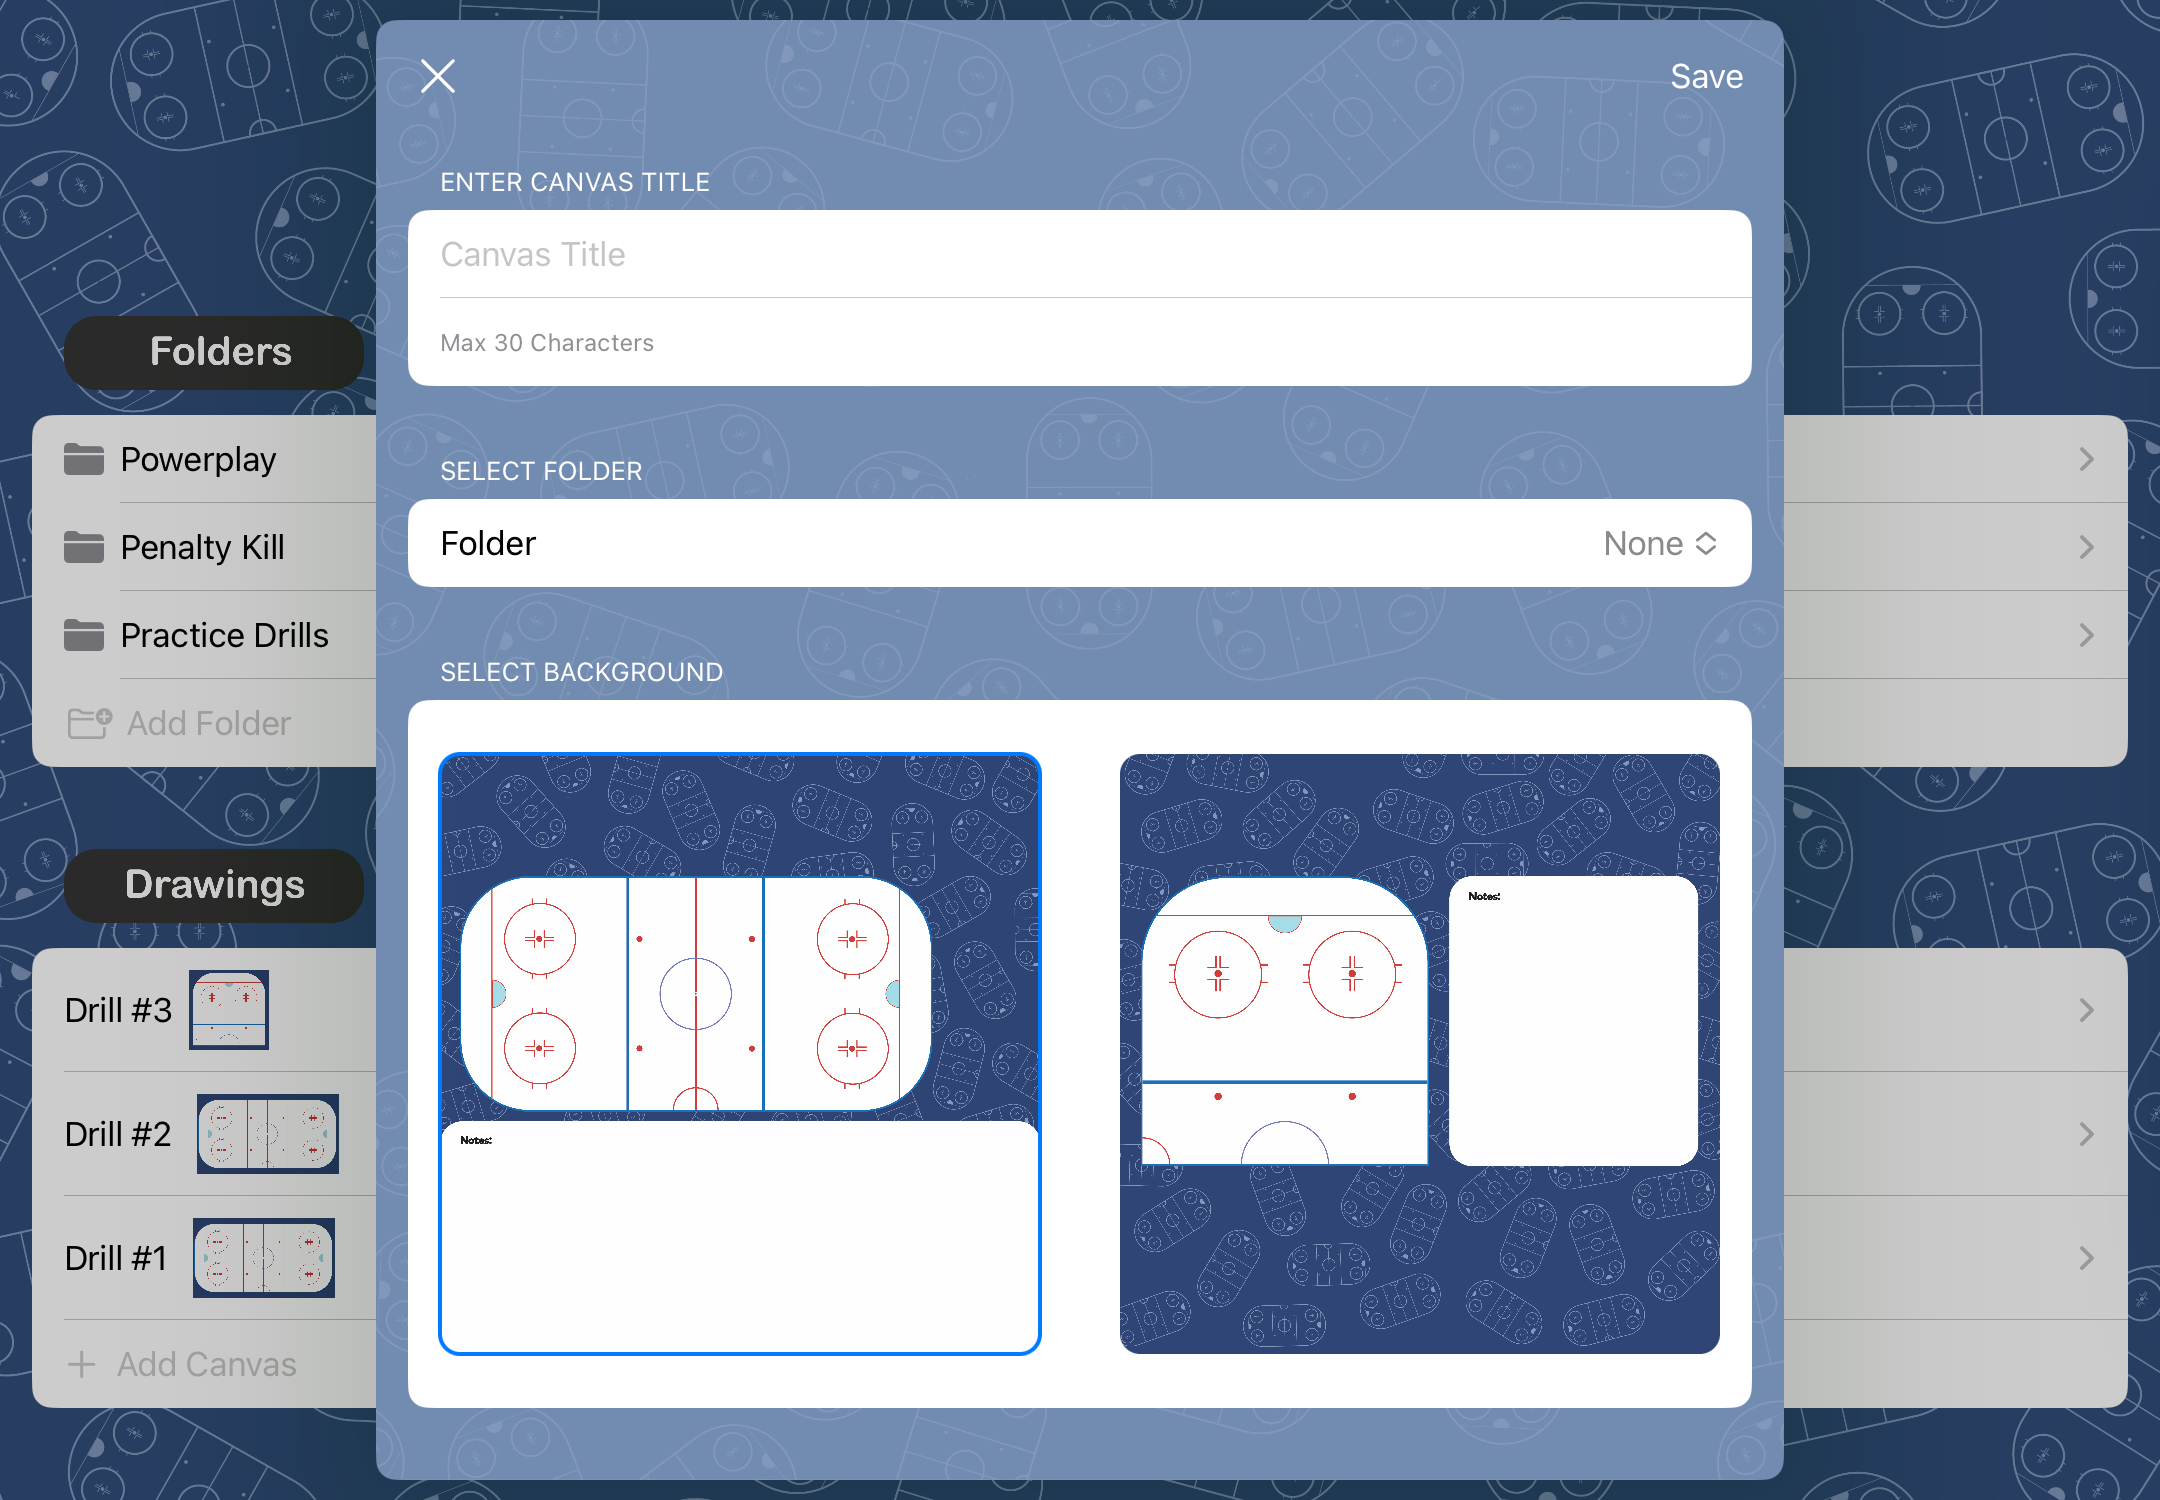 Save
ENTER CANVAS TITLE
Canvas Title
Max 30 Characters
SELECT FOLDER
Folder None
SELECT BACKGROUND
Notes:
Notes:
Folders
Powerplay
Penalty Kill
Practice Drills
Add Folder
Drawings
Drill #3
Drill #2
Drill #1
Add Canvas